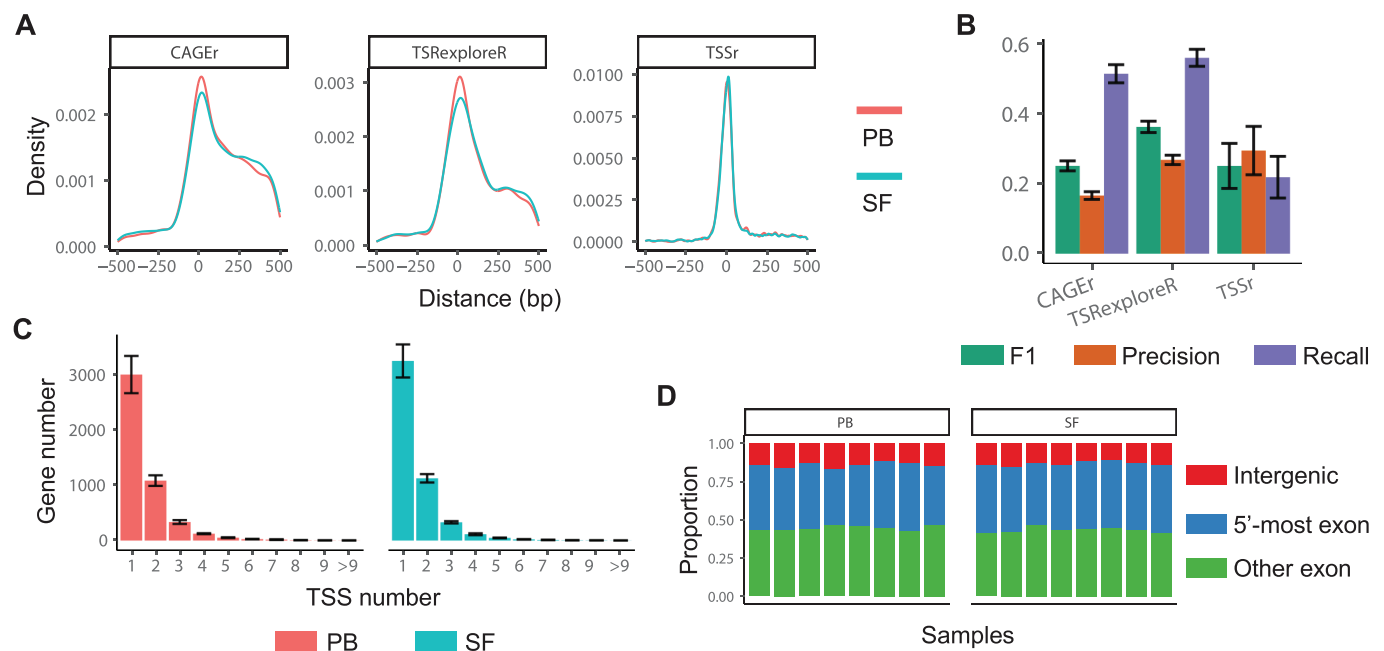 A
CAGEr
TSRexploreR
TSSr
Density
0.002
0.001
0.000
0.003
0.002
0.001
0.000
0.0100
0.0075
0.0050
0.0025
0.0000
−500 −250 0 250 500
−500 −250 0 250 500
−500 −250 0 250 500
Distance (bp)
PB
SF
B
0.6
0.4
0.2
0.0
CAGEr
TSRexploreR
TSSr
F1 Precision Recall
C
Gene number
3000
2000
1000
0
1 2 3 4 5 6 7 8 9 >9
1 2 3 4 5 6 7 8 9 >9
TSS number
PB SF
D
PB
SF
Proportion
1.00
0.75
0.50
0.25
0.00
Samples
Intergenic
5’-most exon
Other exon